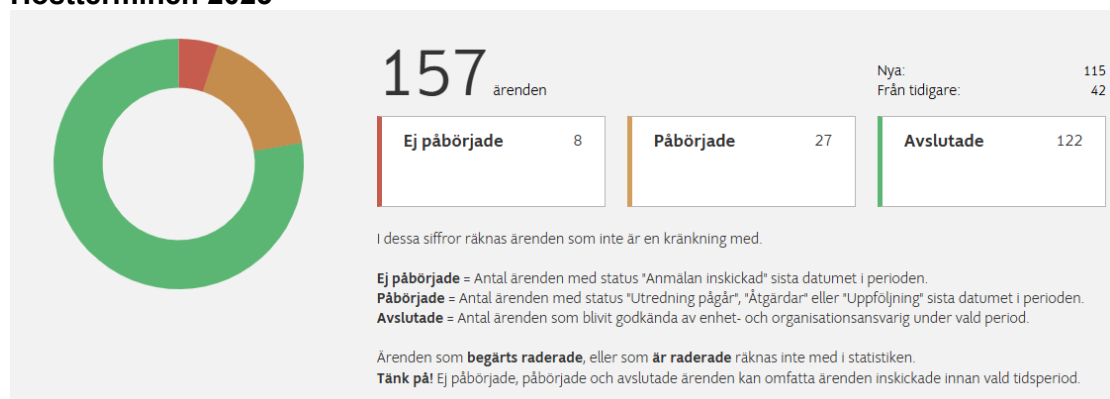 157 ärenden
Nya: 115
Från tidigare: 42
Ej påbörjade 8
Påbörjade 27
Avslutade 122
I dessa siffror räknas ärenden som inte är en kränkning med.
Ej påbörjade = Antal ärenden med status "Anmälan inskickad" sista datumet i perioden.
Påbörjade = Antal ärenden med status "Utredning pågår", "Åtgärdar" eller "Uppföljning" sista datumet i perioden.
Avslutade = Antal ärenden som blivit godkända av enhet- och organisationsansvarig under vald period.
Ärenden som begärts raderade, eller som är raderade räknas inte med i statistiken.
Tänk på! Ej påbörjade, påbörjade och avslutade ärenden kan omfatta ärenden inskickade innan vald tidsperiod.